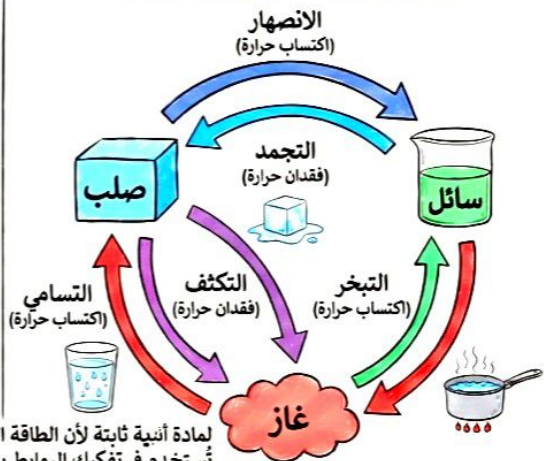 الانصهار
(اكتساب حرارة)
التجمد
(فقدان حرارة)
صلب
سائل
التسامي
(اكتساب حرارة)
التكثف
(فقدان حرارة)
التبخر
(اكتساب حرارة)
غاز
لمادة أثنية ثابتة لأن الطاقة ا